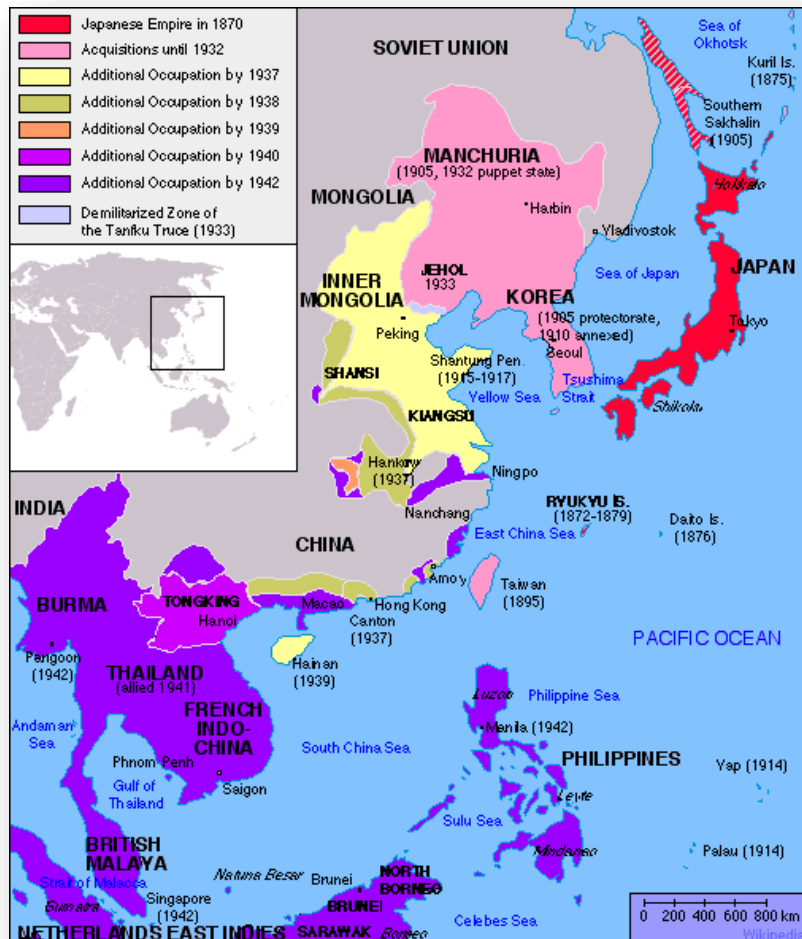 Japanese Empire in 1870
Acquisitions until 1932
Additional Occupation by 1937
Additional Occupation by 1938
Additional Occupation by 1939
Additional Occupation by 1940
Additional Occupation by 1942
Demilitarized Zone of
the Tanfku Truce (1933)
SOVIET UNION
Sea of
Okhotsk
Kuril Is.
(1875)
Southern
Sakhalin
(1905)
MANCHURIA
(1905, 1932 puppet state)
Hokkaido
MONGOLIA
Harbin
Vladivostok
JEHOL
1933
Sea of Japan
JAPAN
INNER
MONGOLIA
KOREA
(1905 protectorate,
1910 annexed)
Tokyo
Peking
Seoul
Shantung Pen.
(1915-1917)
SHANSI
Tsushima
Strait
Yellow Sea
Shikoku
KIANGSU
Hankow
(1937)
Ningpo
Nanchang
RYUKYU IS.
(1872-1879)
Daito Is.
(1876)
INDIA
East China Sea
CHINA
Amoy
Taiwan
(1895)
BURMA
TONGKING
Hanoi
Macao
Hong Kong
Canton
(1937)
PACIFIC OCEAN
Pangoon
(1942)
Hainan
(1939)
THAILAND
(allied 1941)
Luzon
Philippine Sea
FRENCH
INDO-
CHINA
Andaman
Sea
Manila (1942)
South China Sea
PHILIPPINES
Phnom Penh
Gulf of
Thailand
Saigon
Yap (1914)
Leyte
Sulu Sea
BRITISH
MALAYA
Mindanao
Palau (1914)
Strait of Malacca
Natuna Besar
Brunei
NORTH
BORNEO
Singapore
(1942)
Sumatra
BRUNEI
Celebes Sea
0 200 400 600 800 km
NETHERLANDS EAST INDIES
SARAWAK
Borneo
Wikipedia